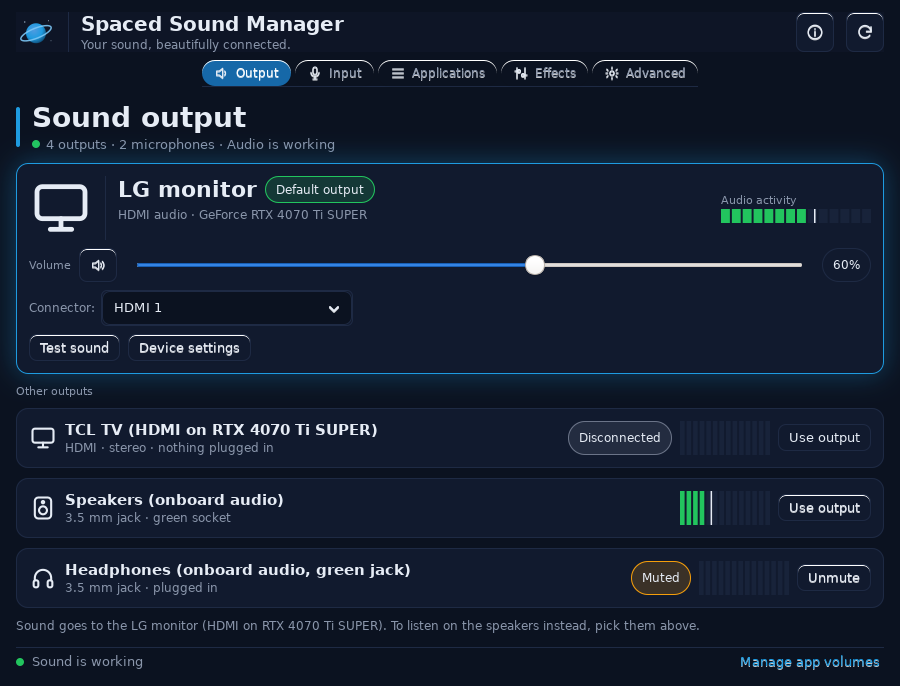 Spaced Sound Manager
Your sound, beautifully connected.
Output Input Applications Effects Advanced
Sound output
4 outputs · 2 microphones · Audio is working
LG monitor Default output
HDMI audio · GeForce RTX 4070 Ti SUPER
Audio activity
Volume 60%
Connector: HDMI 1
Test sound Device settings
Other outputs
TCL TV (HDMI on RTX 4070 Ti SUPER)
HDMI · stereo · nothing plugged in
Disconnected Use output
Speakers (onboard audio)
3.5 mm jack · green socket
Use output
Headphones (onboard audio, green jack)
3.5 mm jack · plugged in
Muted Unmute
Sound goes to the LG monitor (HDMI on RTX 4070 Ti SUPER). To listen on the speakers instead, pick them above.
Sound is working Manage app volumes